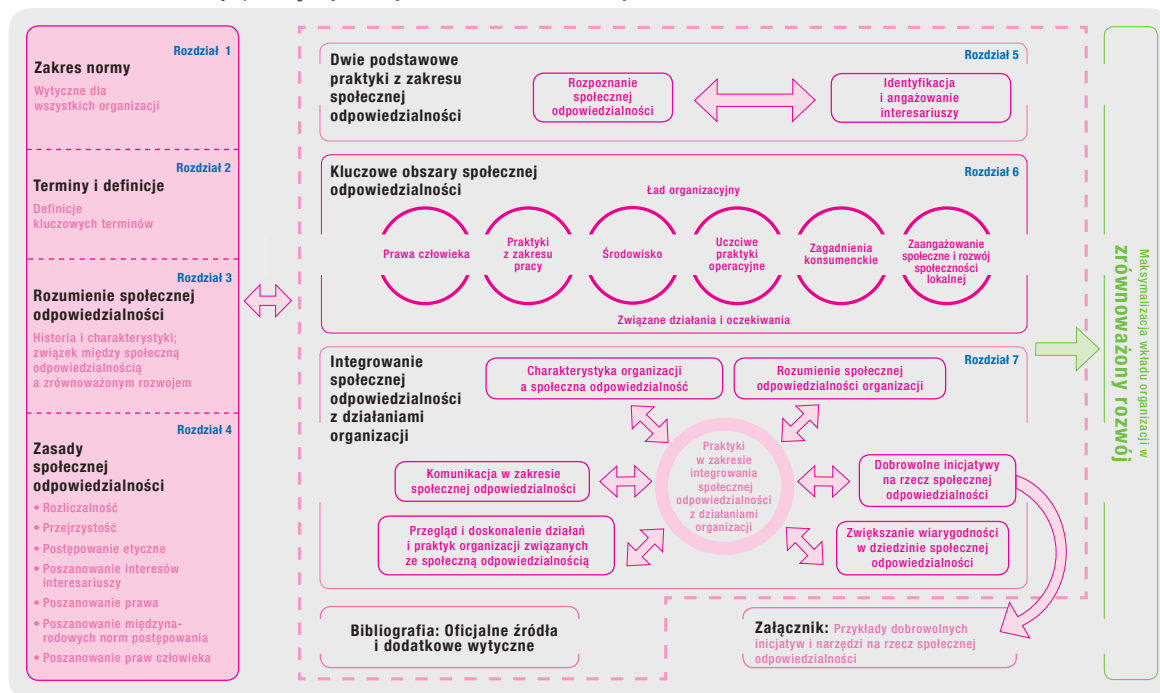 Rozdział 1
Zakres normy
Wytyczne dla
wszystkich organizacji
Rozdział 2
Terminy i definicje
Definicje
kluczowych terminów
Rozdział 3
Rozumienie społecznej
odpowiedzialności
Historia i charakterystyki;
związek między społeczną
odpowiedzialnością
a zrównoważonym rozwojem
Rozdział 4
Zasady
społecznej
odpowiedzialności
• Rozliczalność
• Przejrzystość
• Postępowanie etyczne
• Poszanowanie interesów
interesariuszy
• Poszanowanie prawa
• Poszanowanie międzyna-
rodowych norm postępowania
• Poszanowanie praw człowieka
Rozdział 5
Dwie podstawowe
praktyki z zakresu
społecznej
odpowiedzialności
Rozpoznanie
społecznej
odpowiedzialności
Identyfikacja
i angażowanie
interesariuszy
Rozdział 6
Kluczowe obszary społecznej
odpowiedzialności
Ład organizacyjny
Prawa człowieka
Praktyki
z zakresu
pracy
Środowisko
Uczciwe
praktyki
operacyjne
Zagadnienia
konsumenckie
Zaangażowanie
społeczne i rozwój
społeczności
lokalnej
Związane działania i oczekiwania
Rozdział 7
Integrowanie
społecznej
odpowiedzialności
z działaniami
organizacji
Charakterystyka organizacji
a społeczna odpowiedzialność
Rozumienie społecznej
odpowiedzialności organizacji
Praktyki
w zakresie
integrowania
społecznej
odpowiedzialności
z działaniami
organizacji
Komunikacja w zakresie
społecznej odpowiedzialności
Dobrowolne inicjatywy
na rzecz społecznej
odpowiedzialności
Przegląd i doskonalenie działań
i praktyk organizacji związanych
ze społeczną odpowiedzialnością
Zwiększanie wiarygodności
w dziedzinie społecznej
odpowiedzialności
Bibliografia: Oficjalne źródła
i dodatkowe wytyczne
Załącznik: Przykłady dobrowolnych
inicjatyw i narzędzi na rzecz społecznej
odpowiedzialności
Maksymalizacja wkładu organizacji w
zrównoważony rozwój